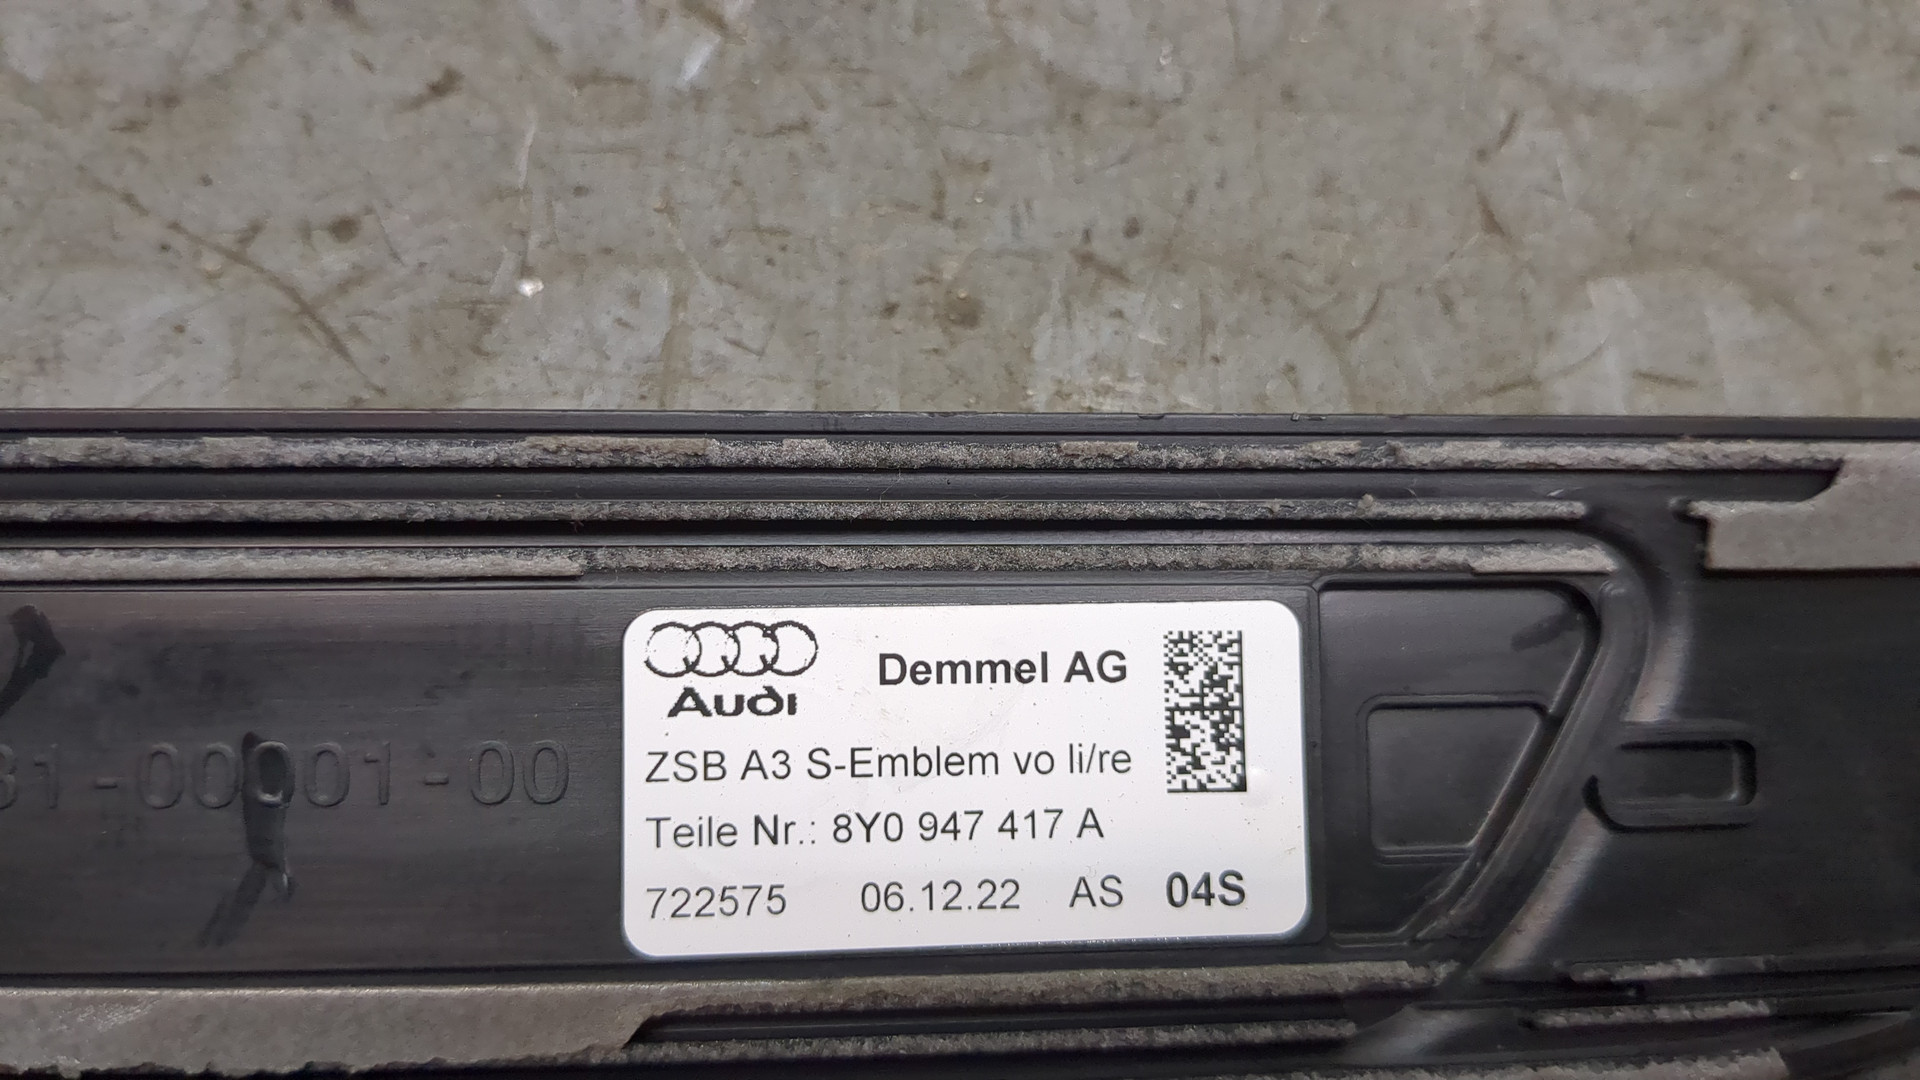 Audi
Demmel AG
ZSB A3 S-Emblem vo li/re
Teile Nr.: 8Y0 947 417 A
722575 06.12.22 AS 04S
31-00001-00